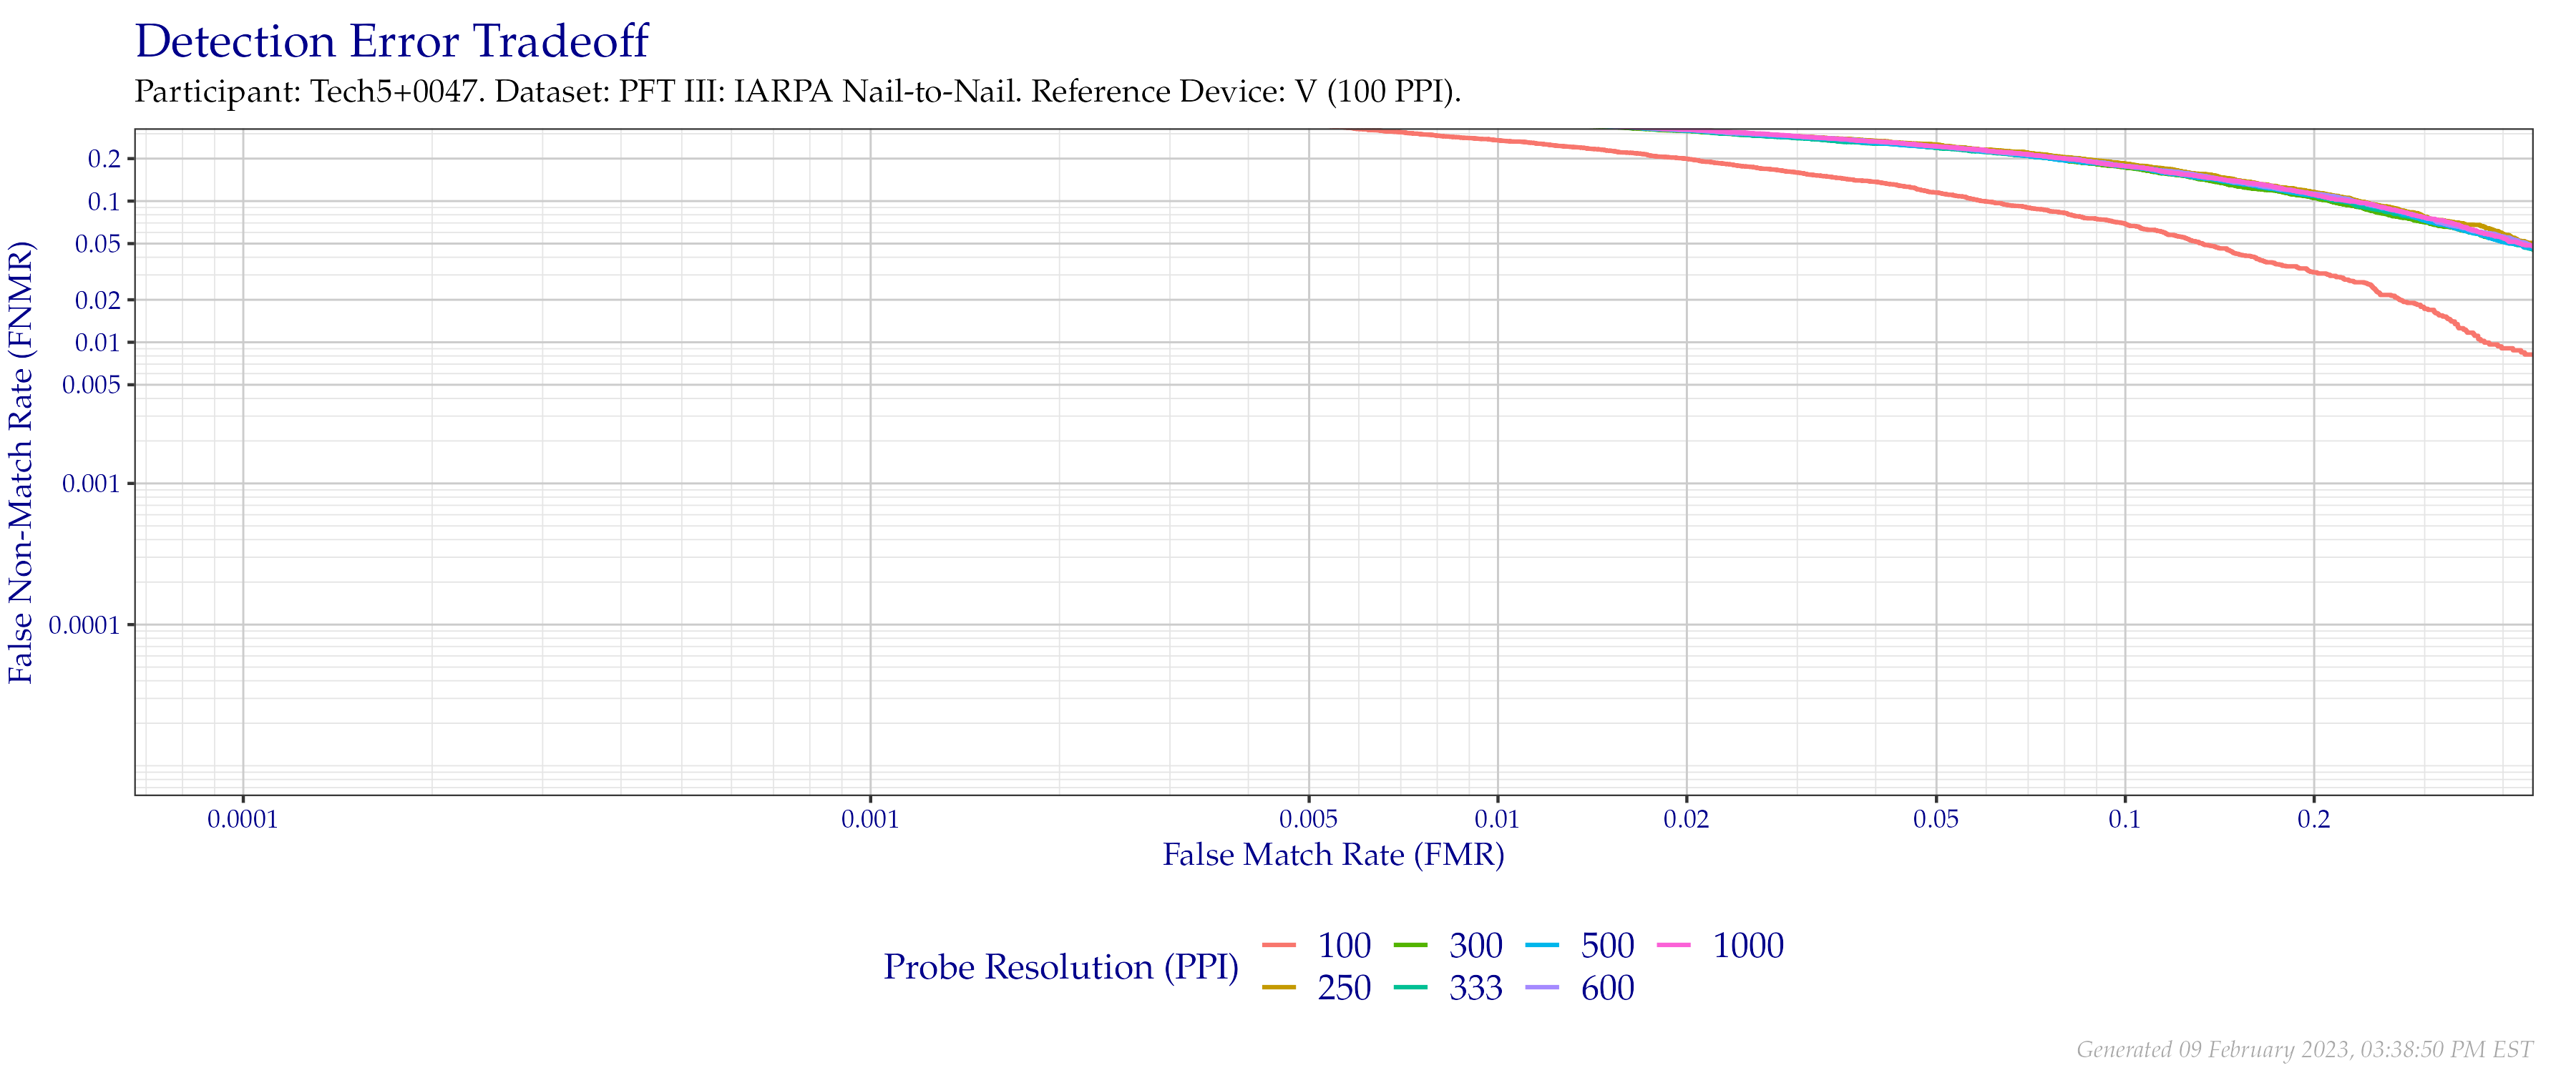 Detection Error Tradeoff
Participant: Tech5+0047. Dataset: PFT III: IARPA Nail-to-Nail. Reference Device: V (100 PPI).
False Non-Match Rate (FNMR)
0.2
0.1
0.05
0.02
0.01
0.005
0.001
0.0001
0.0001 0.001 0.005 0.01 0.02 0.05 0.1 0.2
False Match Rate (FMR)
Probe Resolution (PPI)
100 300 500 1000
250 333 600
Generated 09 February 2023, 03:38:50 PM EST